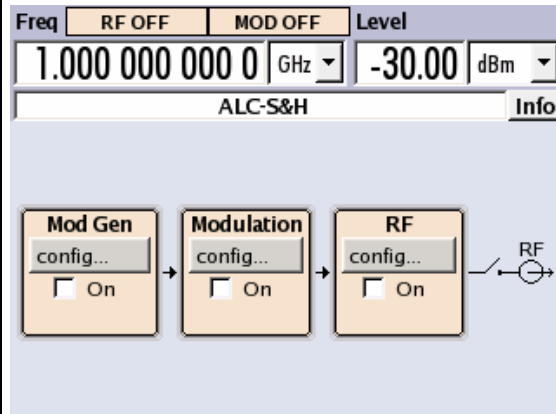 Freq RF OFF MOD OFF Level
1.000 000 000 0 GHz -30.00 dBm
ALC-S&H Info
Mod Gen Modulation RF
config... config... config... RF
On On On